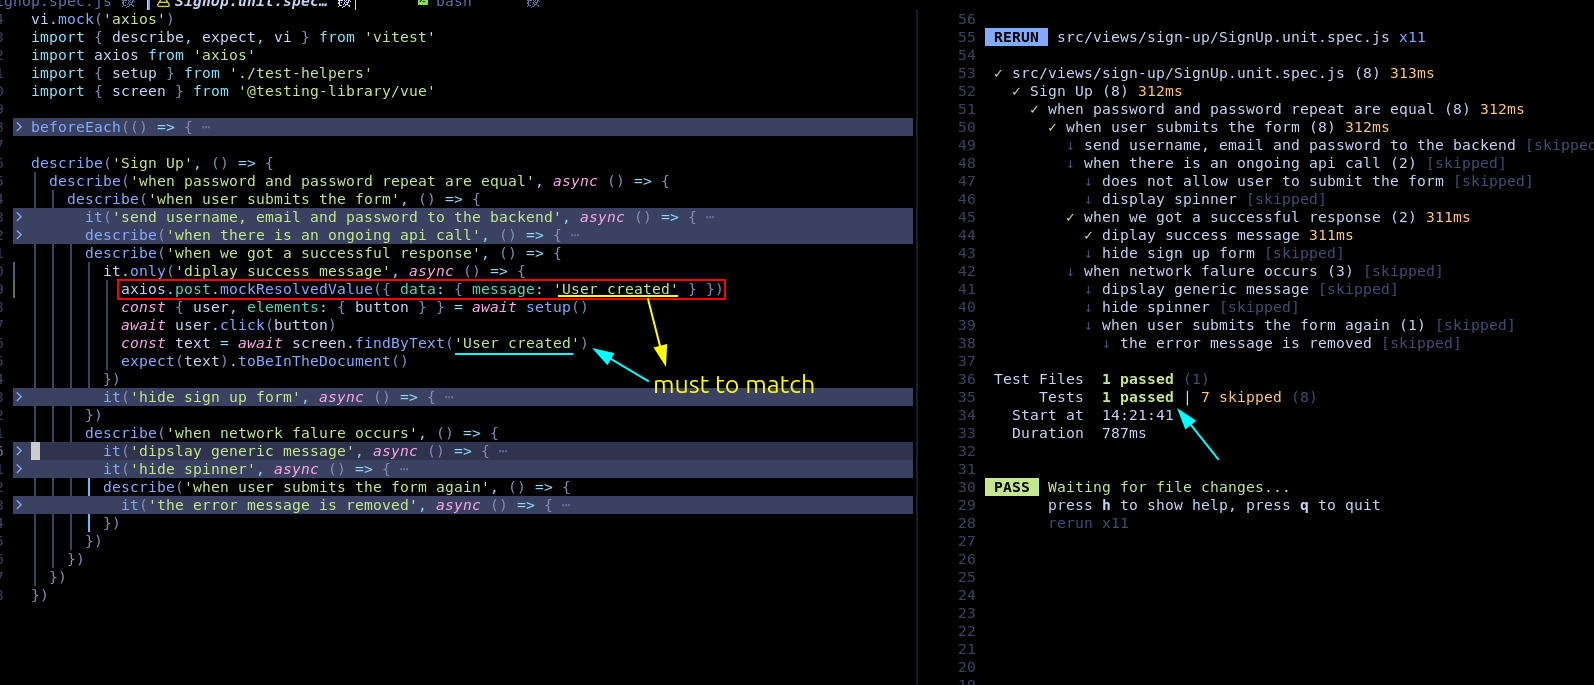 ignup.spec.js
SignUp.unit.spec…
bash
vi.mock('axios')
import { describe, expect, vi } from 'vitest'
import axios from 'axios'
import { setup } from './test-helpers'
import { screen } from '@testing-library/vue'
beforeEach(() => { ⋯
describe('Sign Up', () => {
describe('when password and password repeat are equal', async () => {
describe('when user submits the form', () => {
it('send username, email and password to the backend', async () => { ⋯
describe('when there is an ongoing api call', () => { ⋯
describe('when we got a successful response', () => {
it.only('diplay success message', async () => {
axios.post.mockResolvedValue({ data: { message: 'User created' } })
const { user, elements: { button } } = await setup()
await user.click(button)
const text = await screen.findByText('User created')
expect(text).toBeInTheDocument()
})
must to match
it('hide sign up form', async () => { ⋯
})
describe('when network falure occurs', () => {
it('dipslay generic message', async () => { ⋯
it('hide spinner', async () => { ⋯
describe('when user submits the form again', () => {
it('the error message is removed', async () => { ⋯
})
})
})
})
})
56
55 RERUN src/views/sign-up/SignUp.unit.spec.js x11
54
53 ✓ src/views/sign-up/SignUp.unit.spec.js (8) 313ms
52 ✓ Sign Up (8) 312ms
51 ✓ when password and password repeat are equal (8) 312ms
50 ✓ when user submits the form (8) 312ms
49 ↓ send username, email and password to the backend [skipped
48 ↓ when there is an ongoing api call (2) [skipped]
47 ↓ does not allow user to submit the form [skipped]
46 ↓ display spinner [skipped]
45 ✓ when we got a successful response (2) 311ms
44 ✓ diplay success message 311ms
43 ↓ hide sign up form [skipped]
42 ↓ when network falure occurs (3) [skipped]
41 ↓ dipslay generic message [skipped]
40 ↓ hide spinner [skipped]
39 ↓ when user submits the form again (1) [skipped]
38 ↓ the error message is removed [skipped]
37
36 Test Files 1 passed (1)
35 Tests 1 passed | 7 skipped (8)
34 Start at 14:21:41
33 Duration 787ms
32
31
30 PASS Waiting for file changes...
29 press h to show help, press q to quit
28 rerun x11
27
26
25
24
23
22
21
20
19